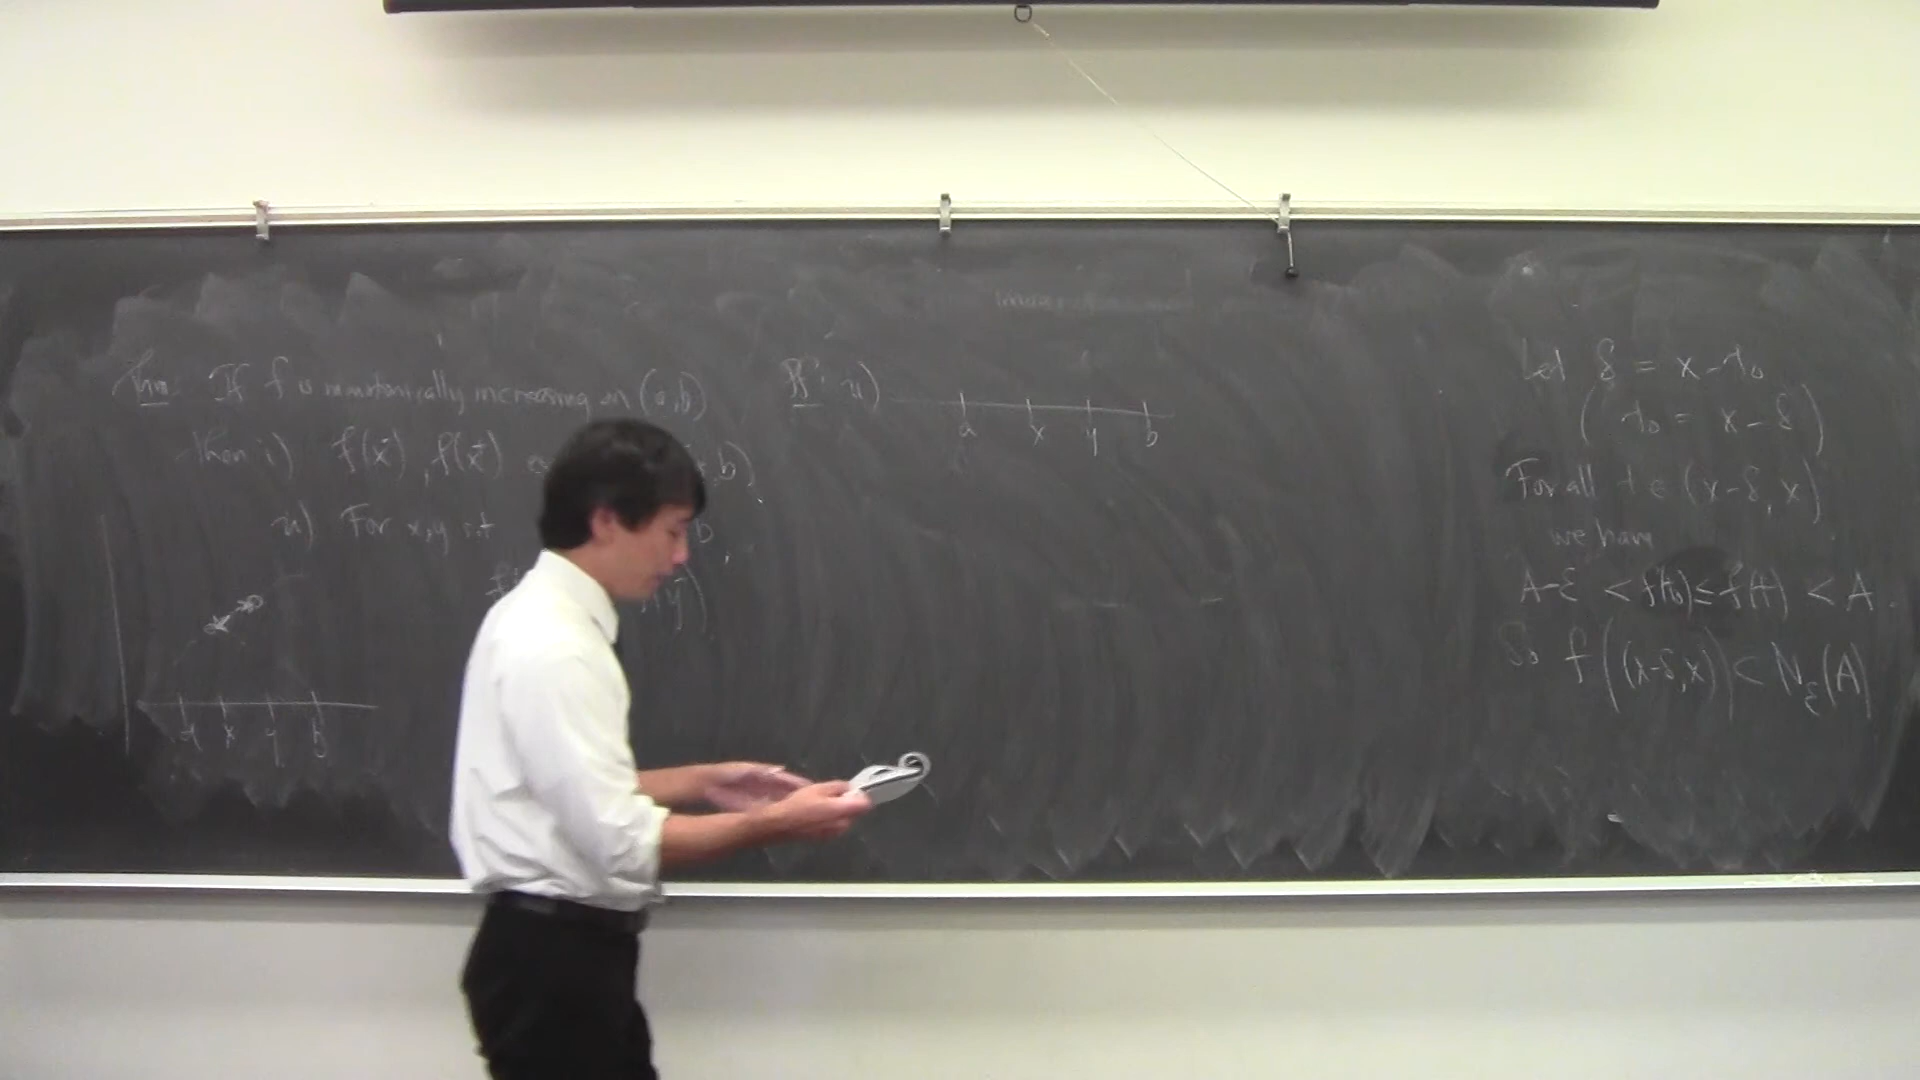 Thm: If f is monotonically increasing on (a,b)
then i) f(x⁻), f(x⁺) , b)
ii) For x,y s.t. b,
y⁻)
a x y b
Pf: ii)
a x y b
Let δ = x - t₀
( t₀ = x - δ )
For all t ∈ (x-δ, x)
we have
A-ε < f(t₀) ≤ f(t) < A.
So f((x-δ,x)) ⊂ N_ε(A)